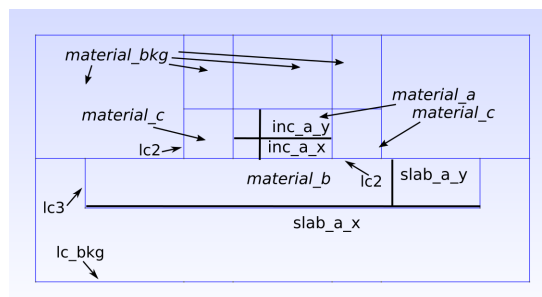 material_bkg
material_a
material_c
material_c
inc_a_y
lc2
inc_a_x
material_b
lc2
slab_a_y
lc3
slab_a_x
lc_bkg